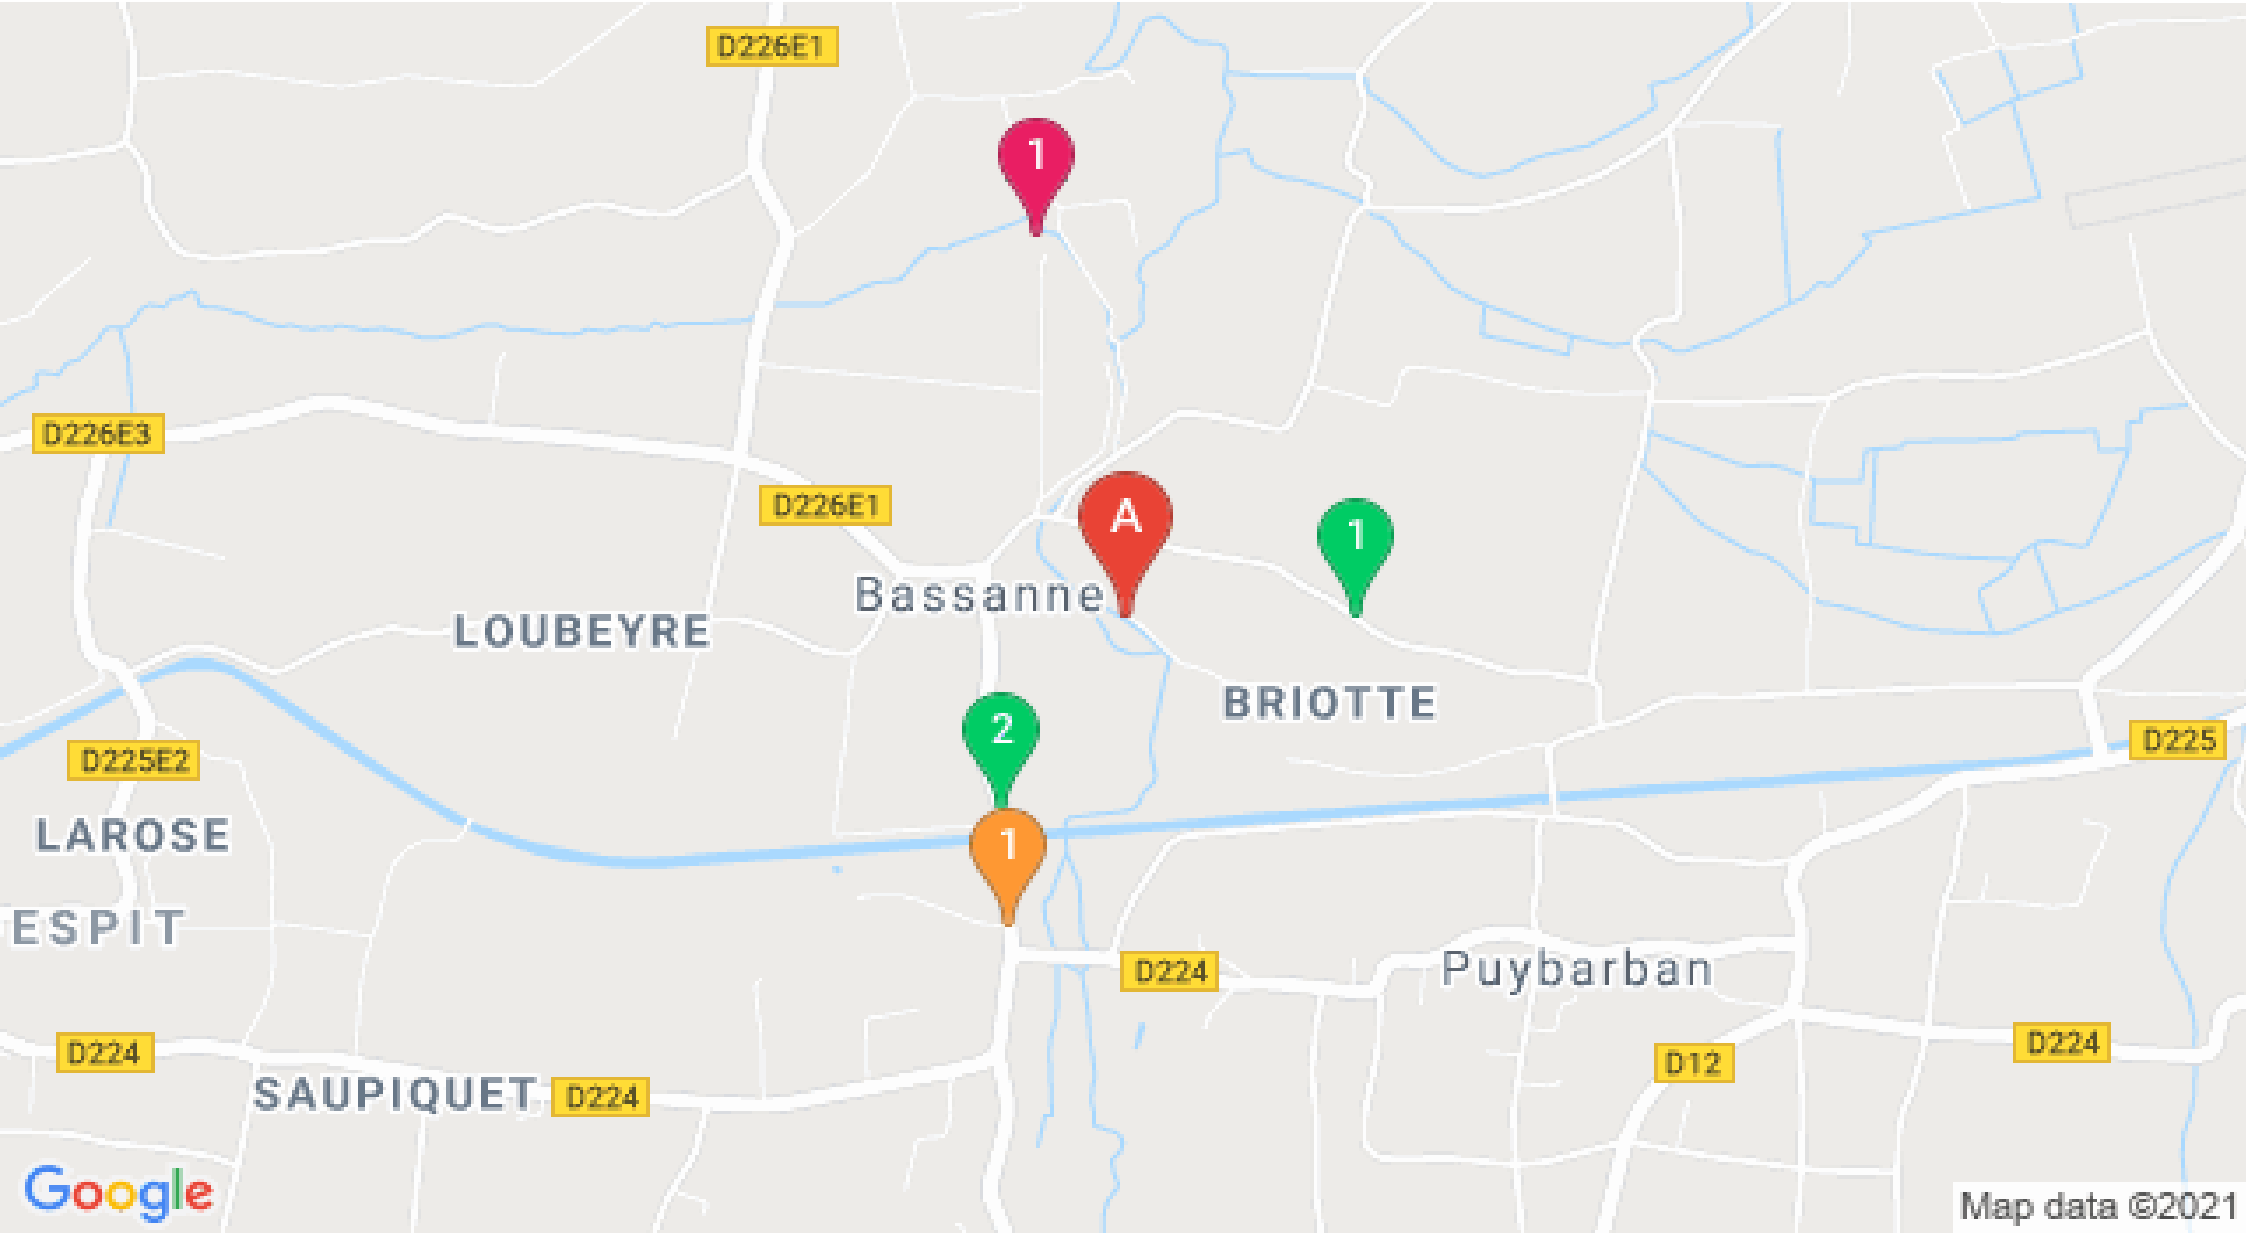 D226E1
1
D226E3
D226E1
A
1
Bassanne
LOUBEYRE
BRIOTTE
2
D225
D225E2
LAROSE
1
ESPIT
D224
Puybarban
D224
D224
D12
SAUPIQUET
D224
Google
Map data ©2021